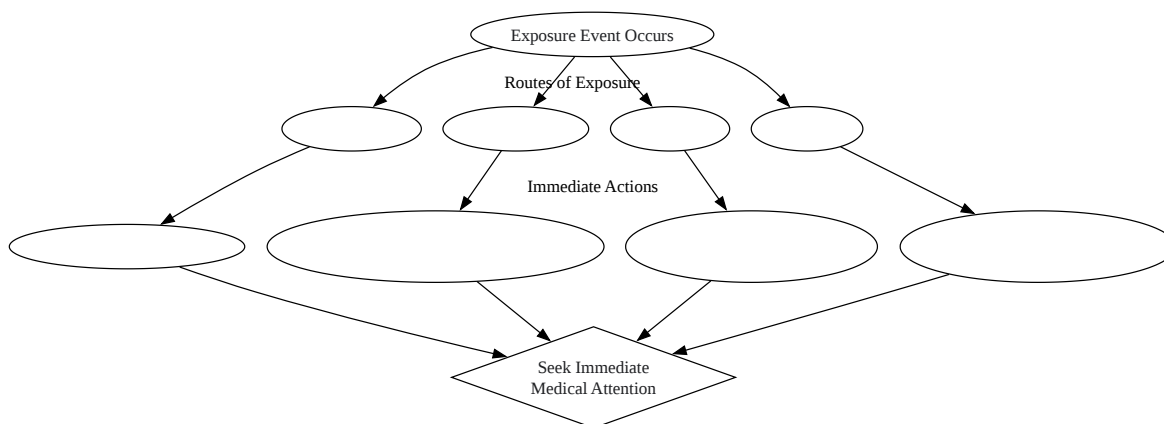 Exposure Event Occurs
Routes of Exposure
Immediate Actions
Seek Immediate
Medical Attention